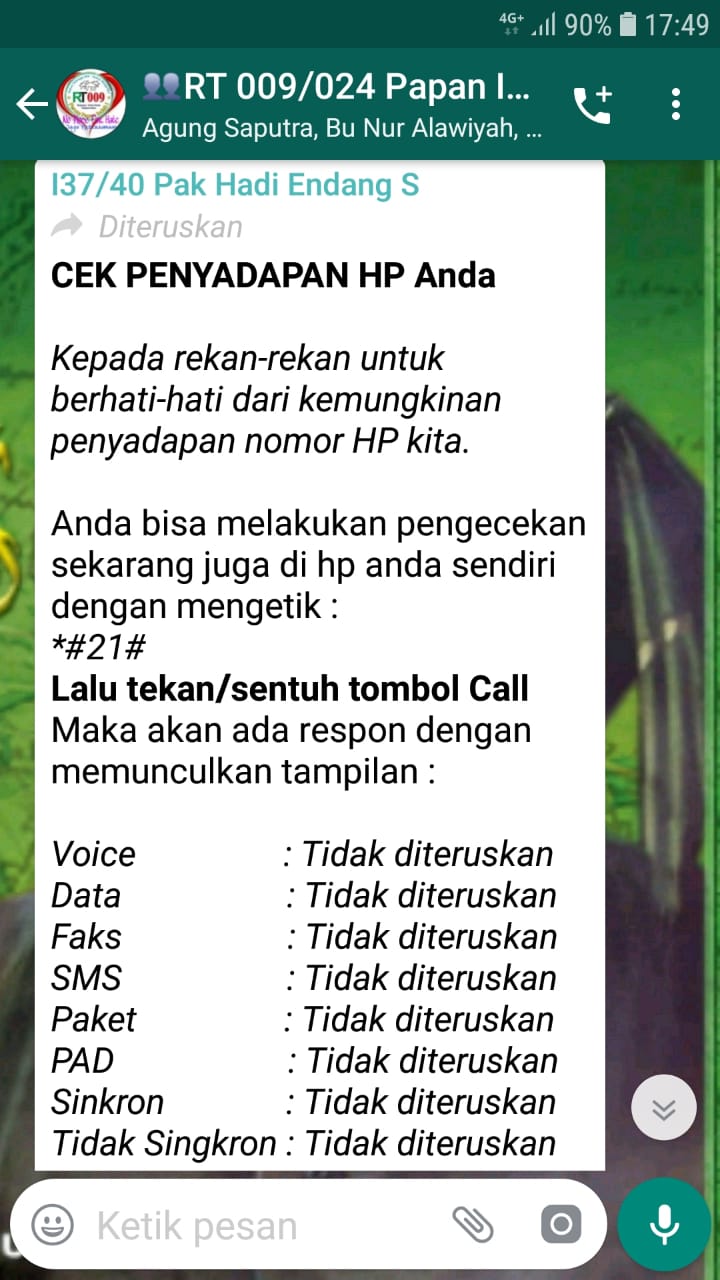 4G+ 90% 17:49
RT 009/024 Papan I...
Agung Saputra, Bu Nur Alawiyah, ...
RT009
I37/40 Pak Hadi Endang S
Diteruskan
CEK PENYADAPAN HP Anda
Kepada rekan-rekan untuk
berhati-hati dari kemungkinan
penyadapan nomor HP kita.
Anda bisa melakukan pengecekan
sekarang juga di hp anda sendiri
dengan mengetik :
*#21#
Lalu tekan/sentuh tombol Call
Maka akan ada respon dengan
memunculkan tampilan :
Voice : Tidak diteruskan
Data : Tidak diteruskan
Faks : Tidak diteruskan
SMS : Tidak diteruskan
Paket : Tidak diteruskan
PAD : Tidak diteruskan
Sinkron : Tidak diteruskan
Tidak Singkron : Tidak diteruskan
Ketik pesan